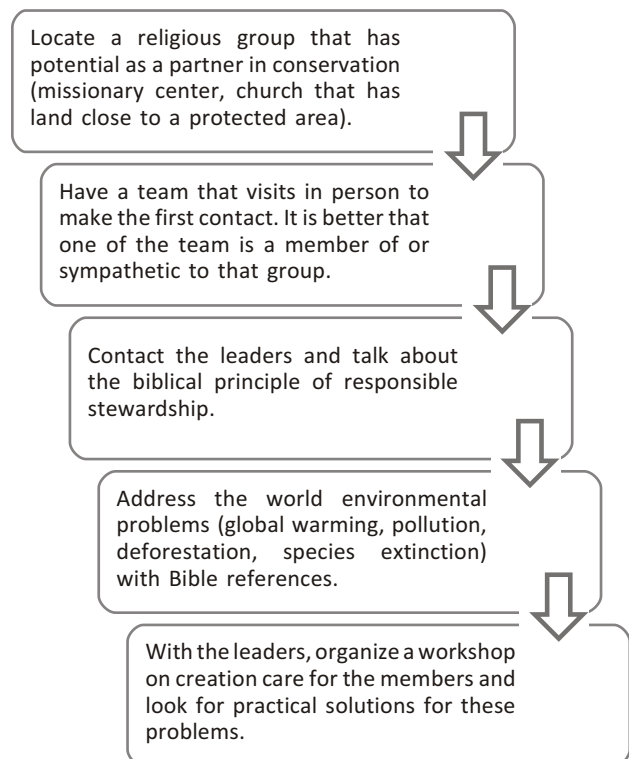 Locate a religious group that has
potential as a partner in conservation
(missionary center, church that has
land close to a protected area).
Have a team that visits in person to
make the first contact. It is better that
one of the team is a member of or
sympathetic to that group.
Contact the leaders and talk about
the biblical principle of responsible
stewardship.
Address the world environmental
problems (global warming, pollution,
deforestation, species extinction)
with Bible references.
With the leaders, organize a workshop
on creation care for the members and
look for practical solutions for these
problems.